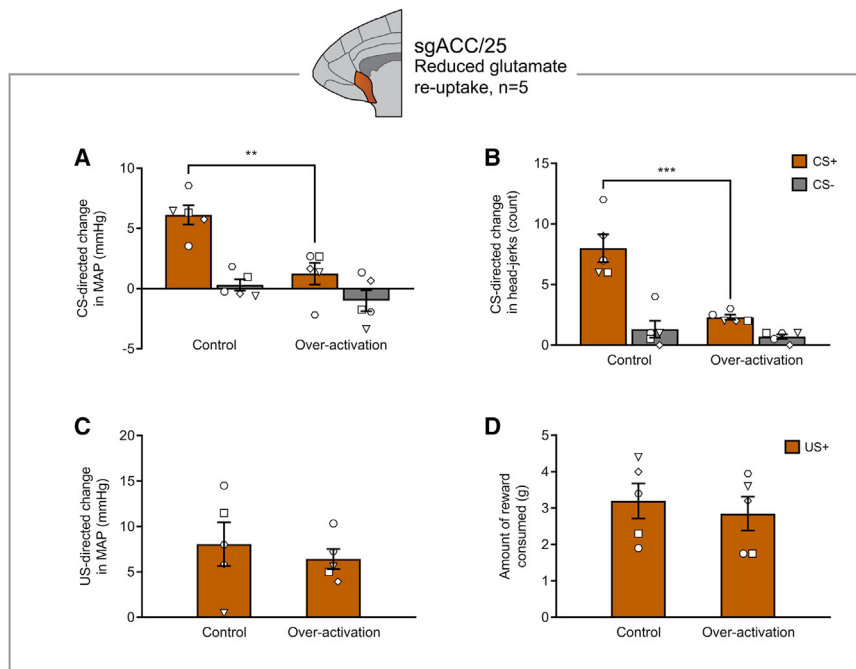 sgACC/25
Reduced glutamate
re-uptake, n=5
A
CS-directed change
in MAP (mmHg)
10
5
0
-5
**
Control
Over-activation
B
CS-directed change
in head-jerks (count)
15
10
5
0
***
Control
Over-activation
CS+
CS-
C
US-directed change
in MAP (mmHg)
20
15
10
5
0
Control
Over-activation
D
Amount of reward
consumed (g)
5
4
3
2
1
0
Control
Over-activation
US+